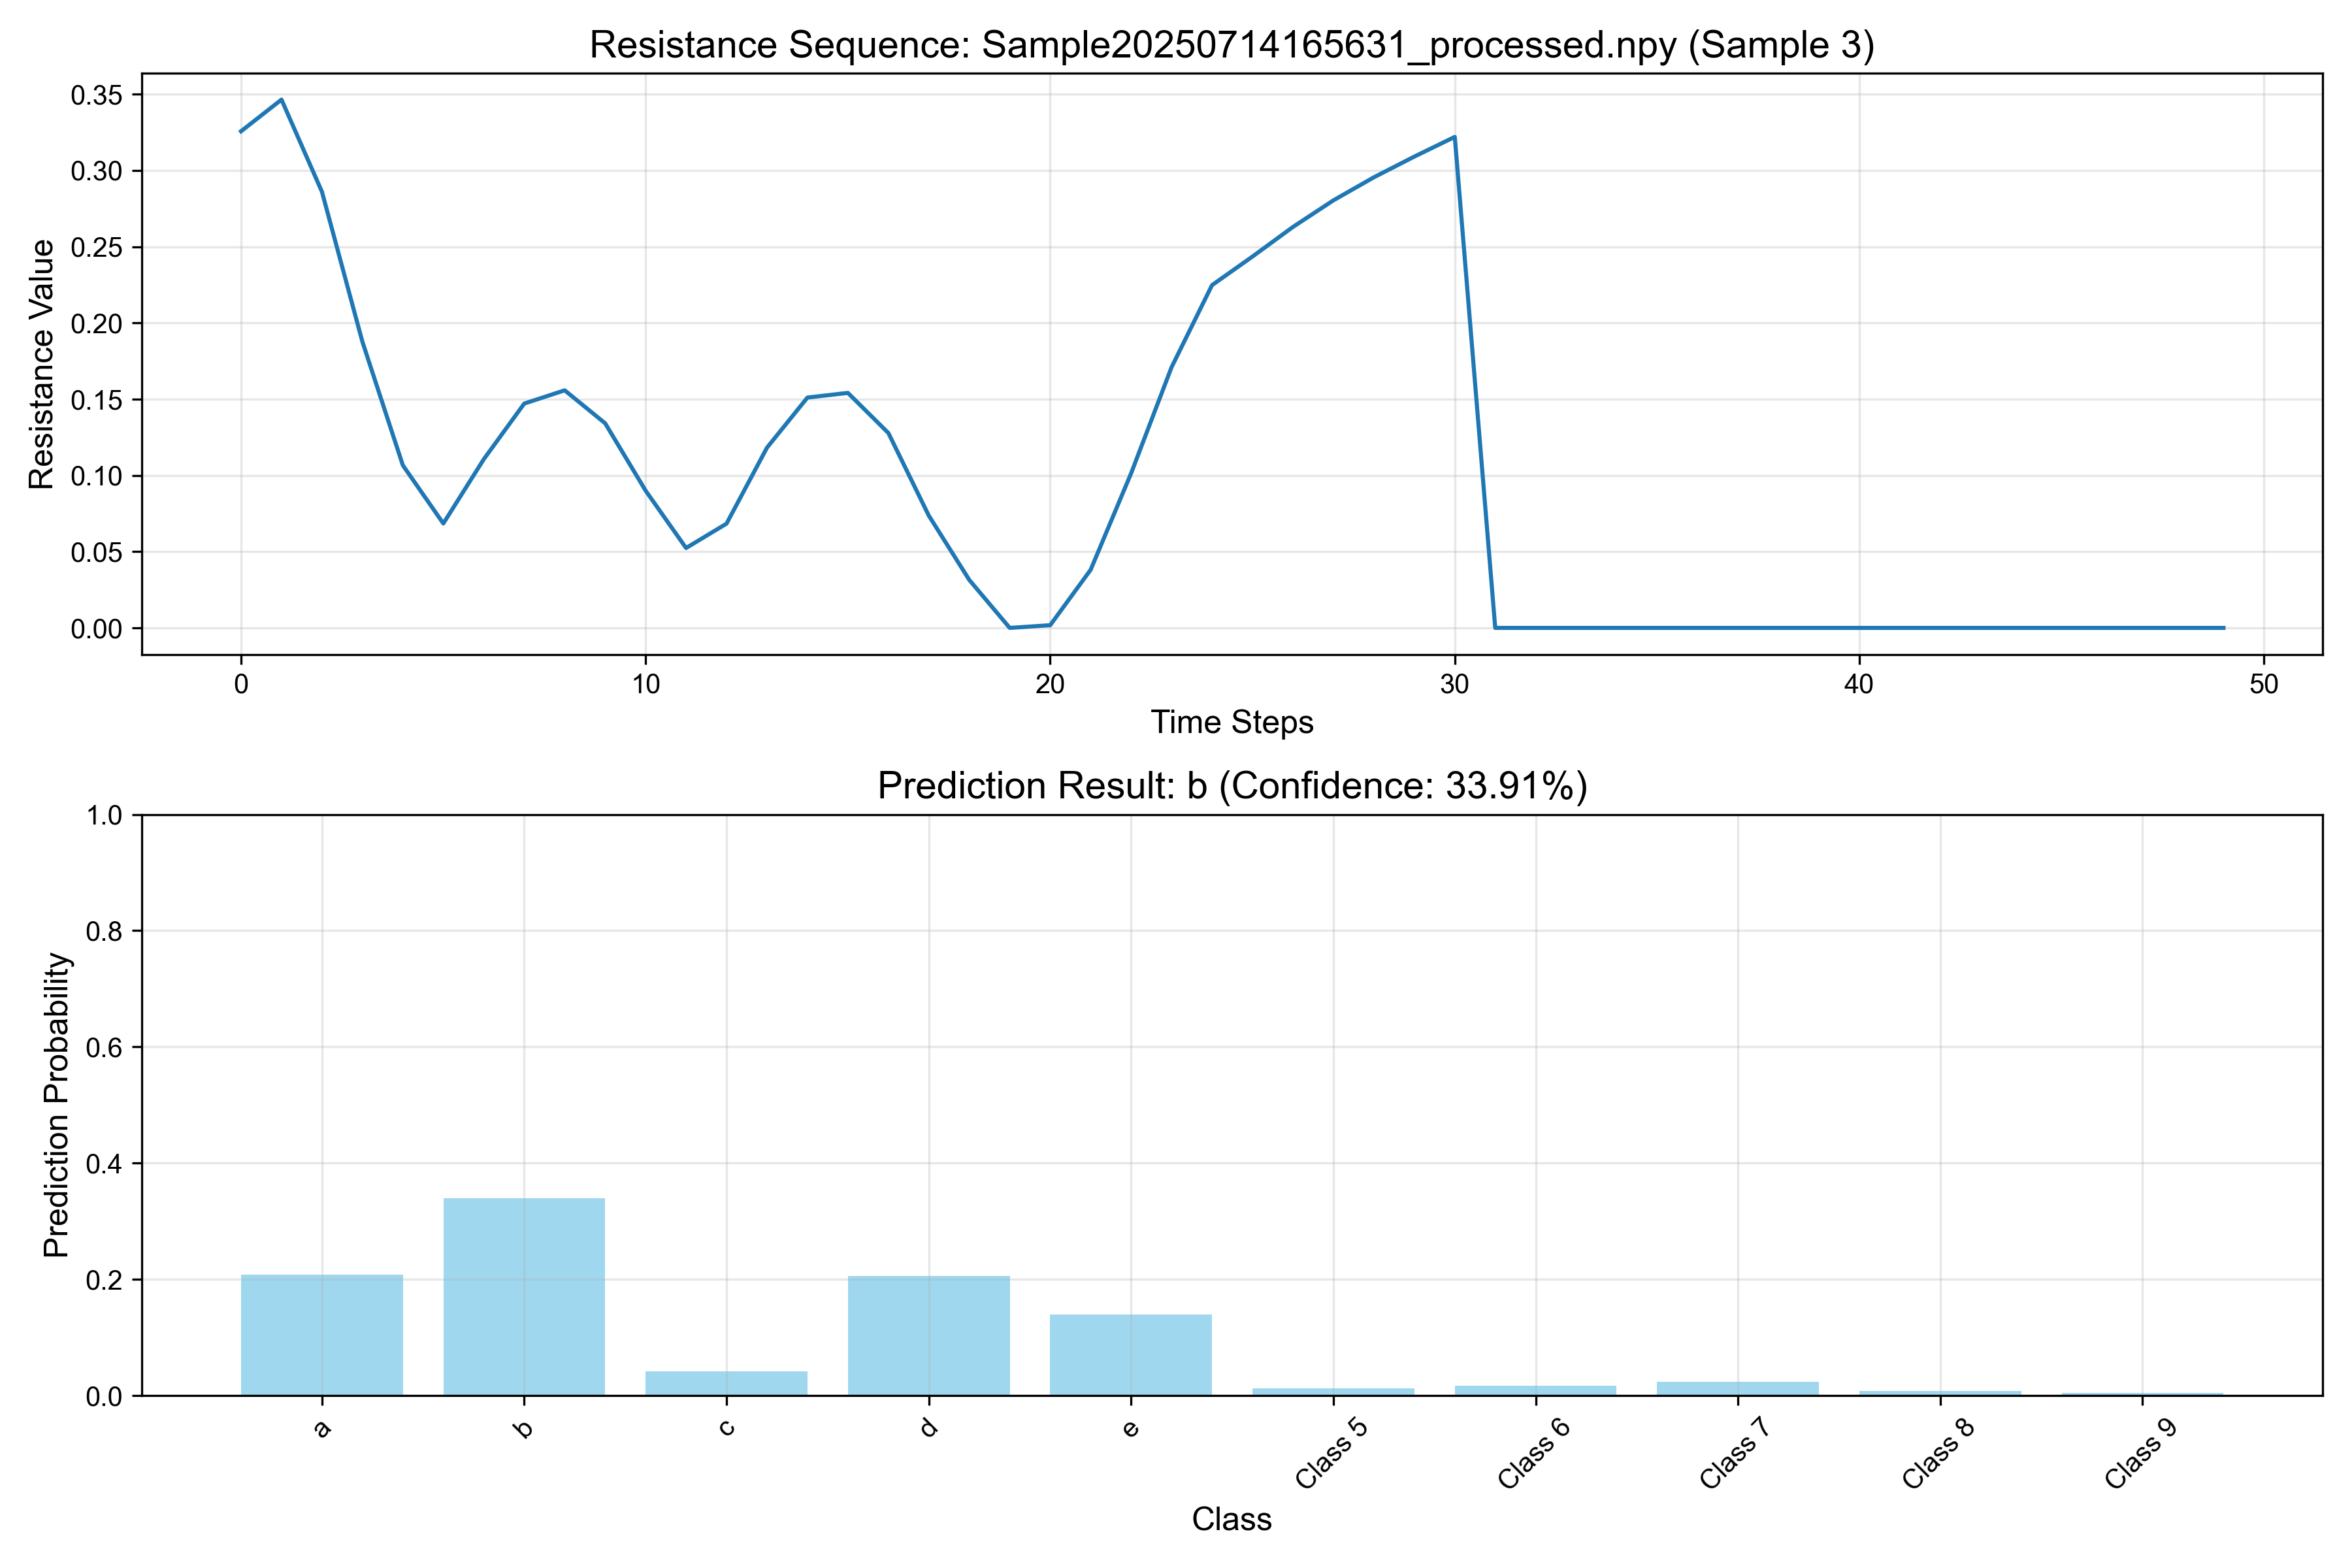 Resistance Sequence: Sample20250714165631_processed.npy (Sample 3)
Resistance Value
0.35
0.30
0.25
0.20
0.15
0.10
0.05
0.00
0 10 20 30 40 50
Time Steps
Prediction Result: b (Confidence: 33.91%)
Prediction Probability
1.0
0.8
0.6
0.4
0.2
0.0
a b c d e Class 5 Class 6 Class 7 Class 8 Class 9
Class